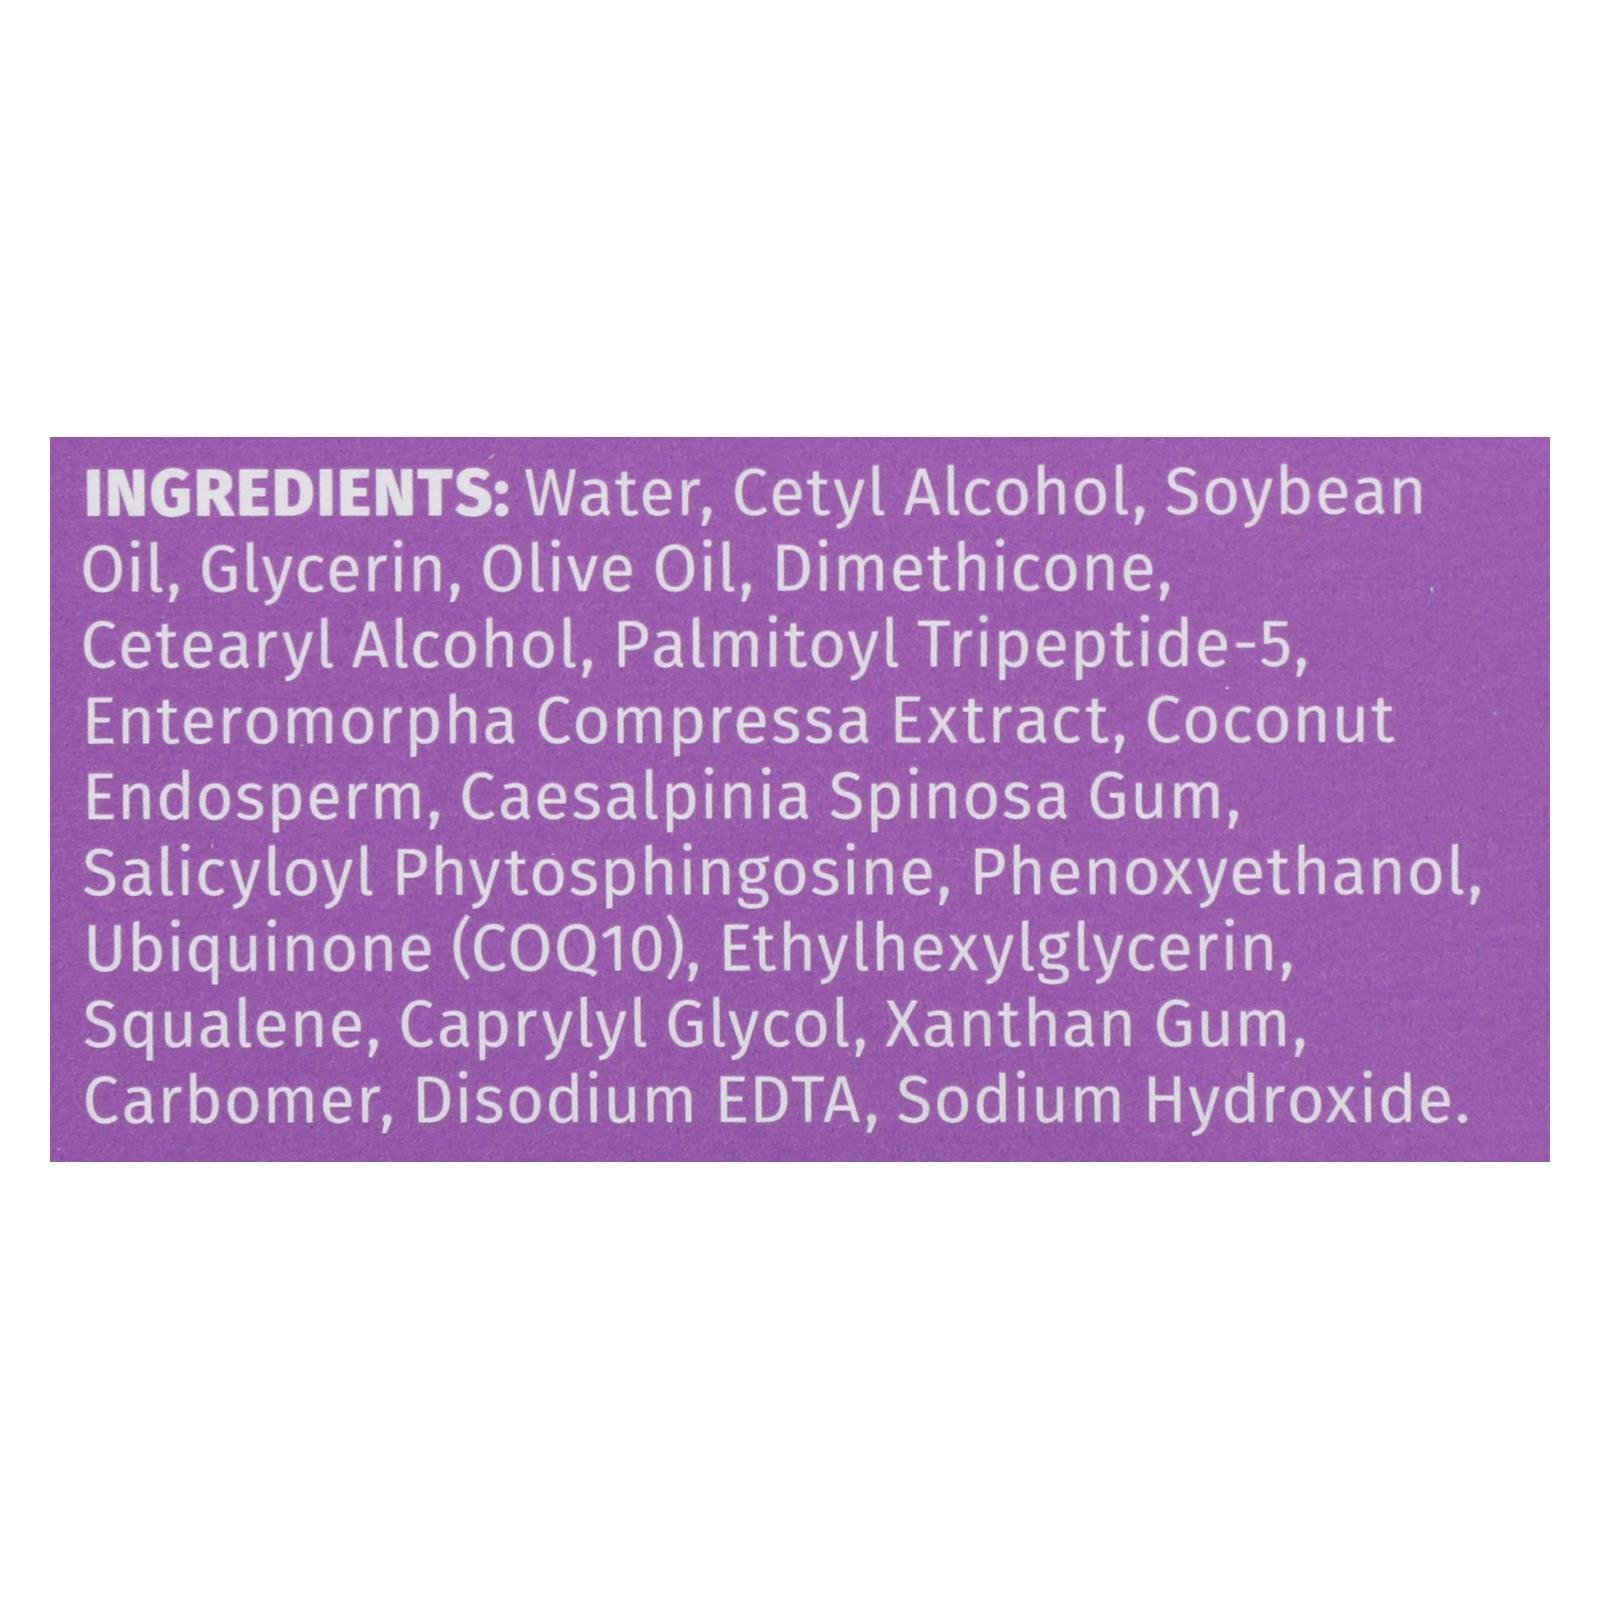 INGREDIENTS: Water, Cetyl Alcohol, Soybean
Oil, Glycerin, Olive Oil, Dimethicone,
Cetearyl Alcohol, Palmitoyl Tripeptide-5,
Enteromorpha Compressa Extract, Coconut
Endosperm, Caesalpinia Spinosa Gum,
Salicyloyl Phytosphingosine, Phenoxyethanol,
Ubiquinone (COQ10), Ethylhexylglycerin,
Squalene, Caprylyl Glycol, Xanthan Gum,
Carbomer, Disodium EDTA, Sodium Hydroxide.